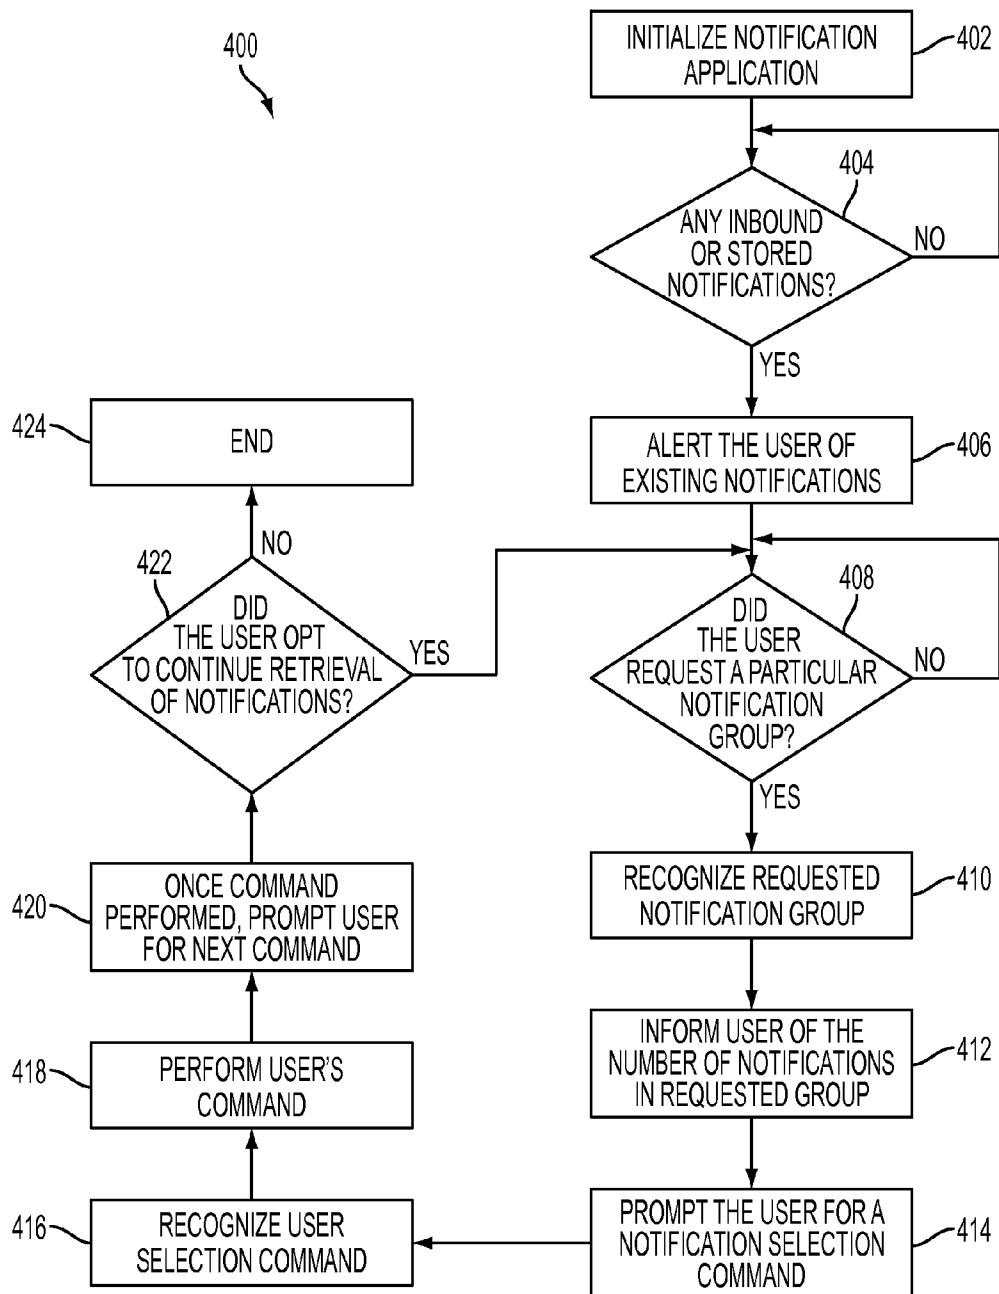 400
INITIALIZE NOTIFICATION
APPLICATION
402
404
ANY INBOUND
OR STORED
NOTIFICATIONS?
NO
YES
ALERT THE USER OF
EXISTING NOTIFICATIONS
406
408
DID
THE USER
REQUEST A PARTICULAR
NOTIFICATION
GROUP?
NO
YES
RECOGNIZE REQUESTED
NOTIFICATION GROUP
410
INFORM USER OF THE
NUMBER OF NOTIFICATIONS
IN REQUESTED GROUP
412
PROMPT THE USER FOR A
NOTIFICATION SELECTION
COMMAND
414
416
RECOGNIZE USER
SELECTION COMMAND
418
PERFORM USER'S
COMMAND
420
ONCE COMMAND
PERFORMED, PROMPT USER
FOR NEXT COMMAND
422
DID
THE USER OPT
TO CONTINUE RETRIEVAL
OF NOTIFICATIONS?
YES
NO
424
END